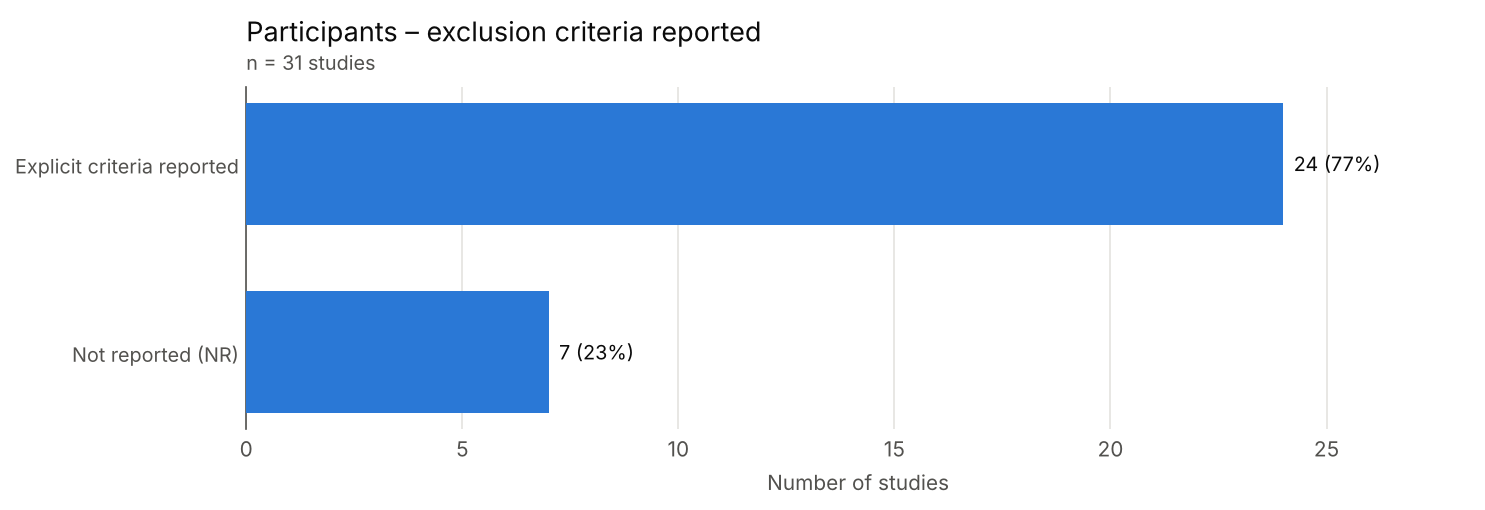 Participants – exclusion criteria reported
n = 31 studies
Explicit criteria reported
24 (77%)
Not reported (NR)
7 (23%)
0 5 10 15 20 25
Number of studies